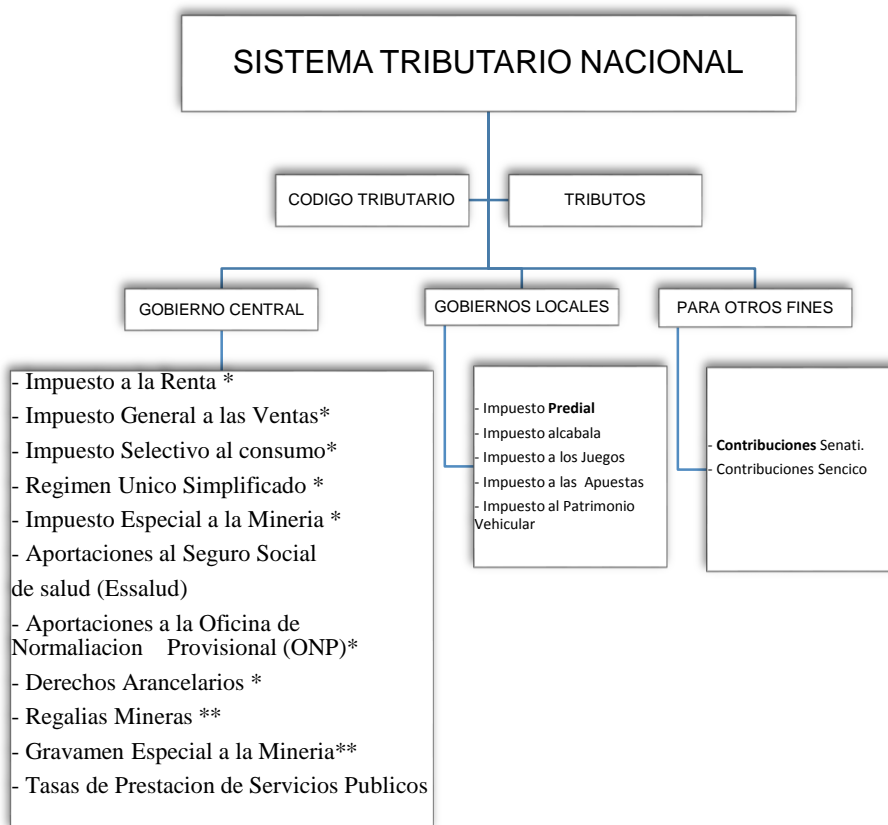 SISTEMA TRIBUTARIO NACIONAL
CODIGO TRIBUTARIO
TRIBUTOS
GOBIERNO CENTRAL
GOBIERNOS LOCALES
PARA OTROS FINES
- Impuesto a la Renta *
- Impuesto General a las Ventas*
- Impuesto Selectivo al consumo*
- Regimen Unico Simplificado *
- Impuesto Especial a la Mineria *
- Aportaciones al Seguro Social
de salud (Essalud)
- Aportaciones a la Oficina de
Normaliacion Provisional (ONP)*
- Derechos Arancelarios *
- Regalias Mineras **
- Gravamen Especial a la Mineria**
- Tasas de Prestacion de Servicios Publicos
- Impuesto Predial
- Impuesto alcabala
- Impuesto a los Juegos
- Impuesto a las Apuestas
- Impuesto al Patrimonio
Vehicular
- Contribuciones Senati.
- Contribuciones Sencico